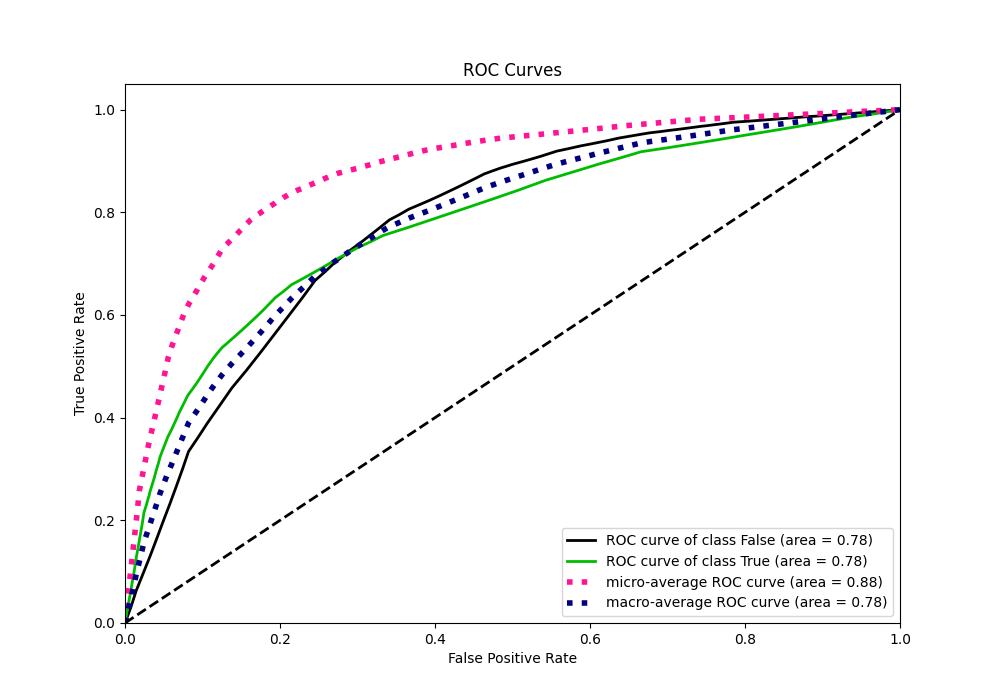 ROC Curves
1.0
0.8
0.6
0.4
0.2
0.0
True Positive Rate
ROC curve of class False (area = 0.78)
ROC curve of class True (area = 0.78)
micro-average ROC curve (area = 0.88)
macro-average ROC curve (area = 0.78)
0.0 0.2 0.4 0.6 0.8 1.0
False Positive Rate